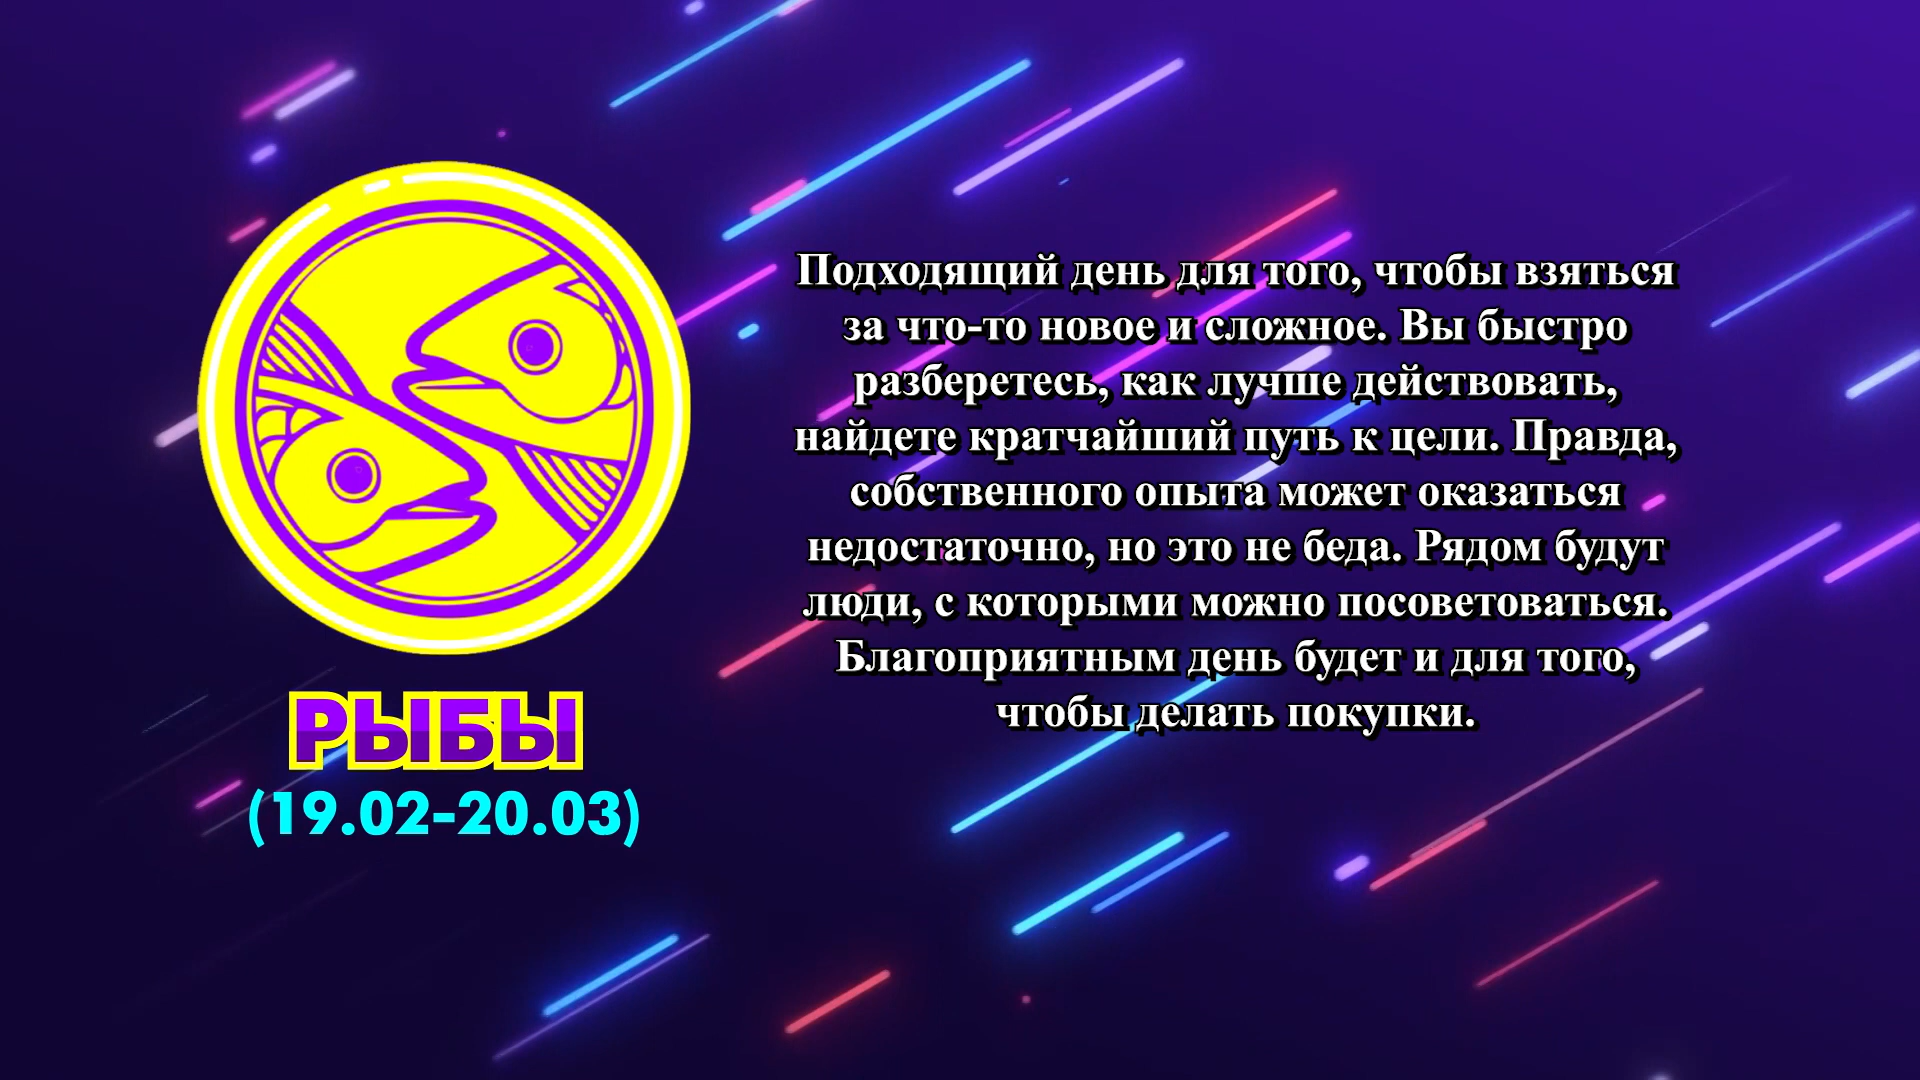 РЫБЫ
(19.02-20.03)
Подходящий день для того, чтобы взяться
за что-то новое и сложное. Вы быстро
разберетесь, как лучше действовать,
найдете кратчайший путь к цели. Правда,
собственного опыта может оказаться
недостаточно, но это не беда. Рядом будут
люди, с которыми можно посоветоваться.
Благоприятным день будет и для того,
чтобы делать покупки.